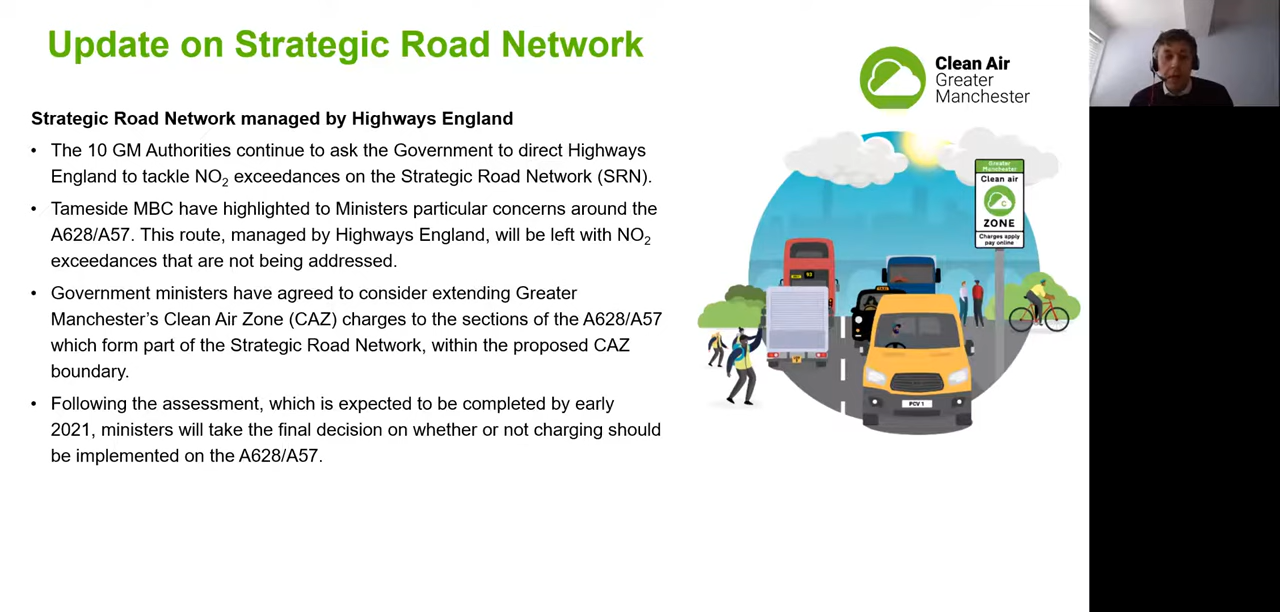 Update on Strategic Road Network
Clean Air
Greater
Manchester
Strategic Road Network managed by Highways England
• The 10 GM Authorities continue to ask the Government to direct Highways
England to tackle NO₂ exceedances on the Strategic Road Network (SRN).
• Tameside MBC have highlighted to Ministers particular concerns around the
A628/A57. This route, managed by Highways England, will be left with NO₂
exceedances that are not being addressed.
• Government ministers have agreed to consider extending Greater
Manchester’s Clean Air Zone (CAZ) charges to the sections of the A628/A57
which form part of the Strategic Road Network, within the proposed CAZ
boundary.
• Following the assessment, which is expected to be completed by early
2021, ministers will take the final decision on whether or not charging should
be implemented on the A628/A57.
Greater
Manchester
Clean air
C
ZONE
Charges apply
pay online
93
TAXI
PCV 1